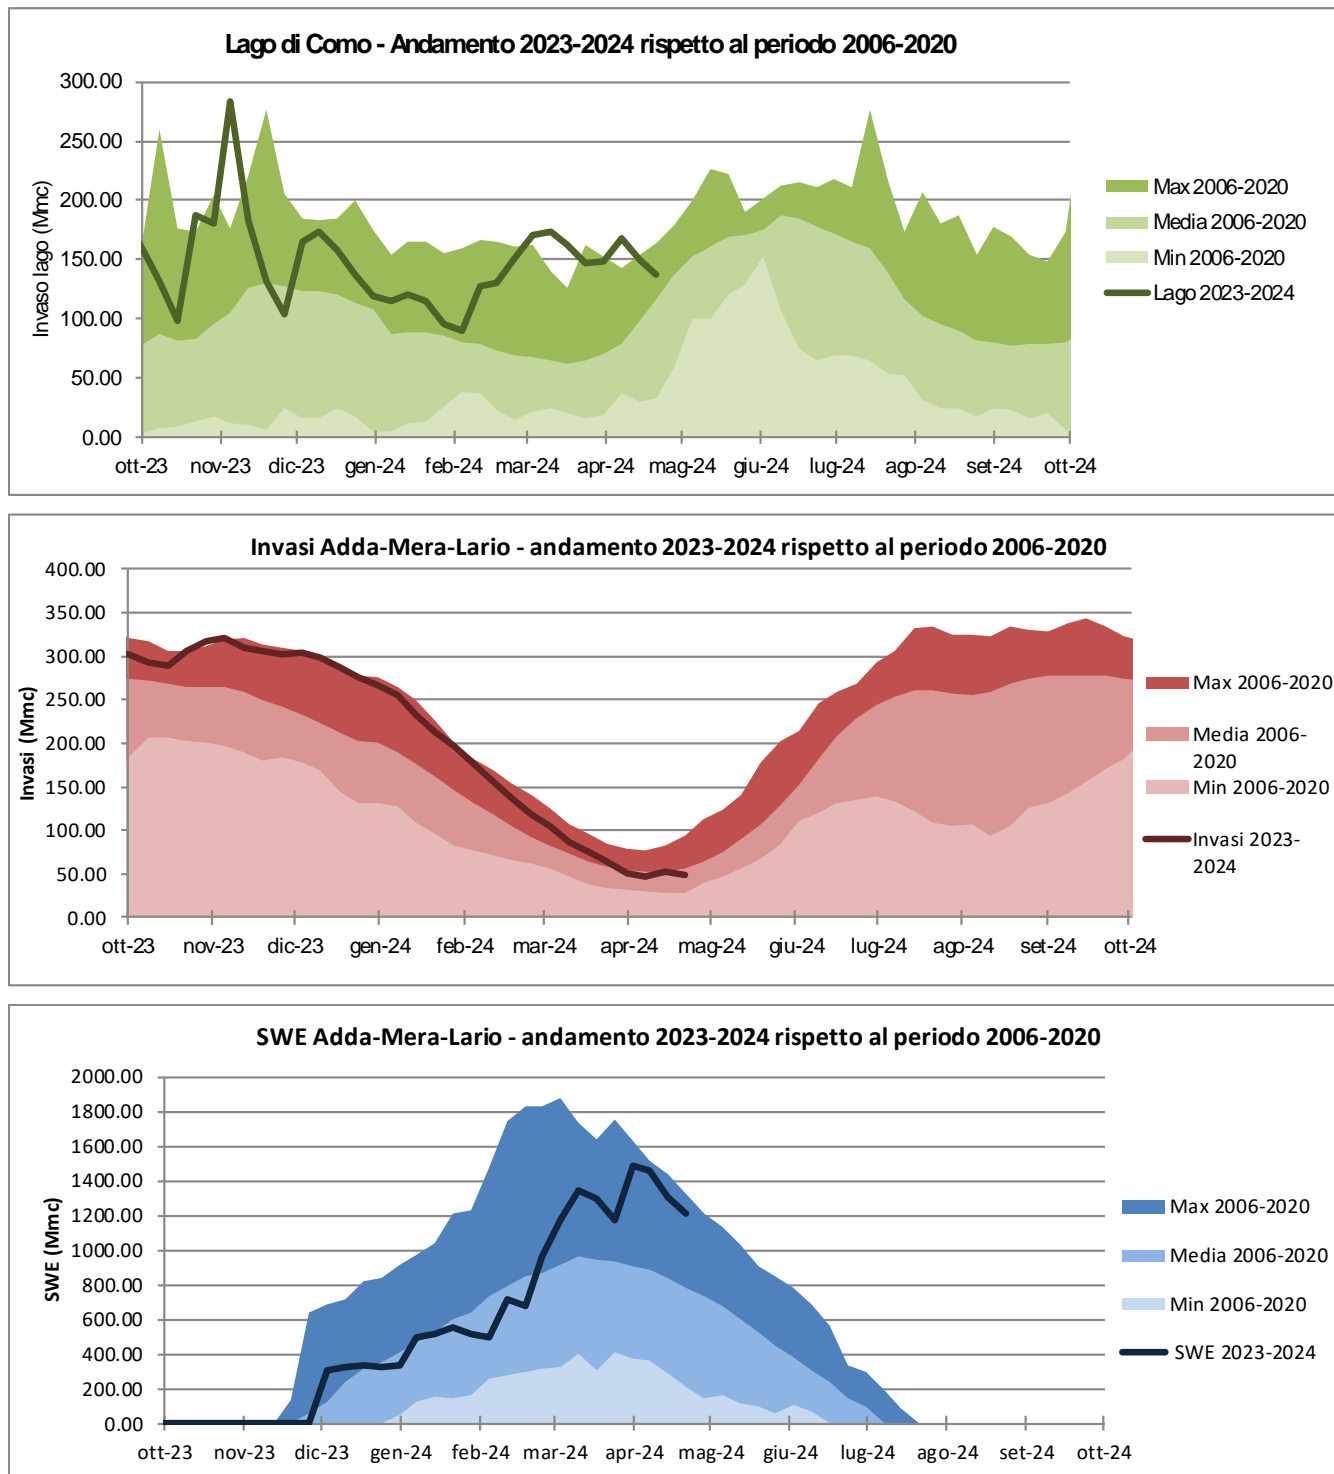 Lago di Como - Andamento 2023-2024 rispetto al periodo 2006-2020
Invaso lago (Mmc)
300.00
250.00
200.00
150.00
100.00
50.00
0.00
ott-23 nov-23 dic-23 gen-24 feb-24 mar-24 apr-24 mag-24 giu-24 lug-24 ago-24 set-24 ott-24
Max 2006-2020
Media 2006-2020
Min 2006-2020
Lago 2023-2024
Invasi Adda-Mera-Lario - andamento 2023-2024 rispetto al periodo 2006-2020
Invasi (Mmc)
400.00
350.00
300.00
250.00
200.00
150.00
100.00
50.00
0.00
ott-23 nov-23 dic-23 gen-24 feb-24 mar-24 apr-24 mag-24 giu-24 lug-24 ago-24 set-24 ott-24
Max 2006-2020
Media 2006-
2020
Min 2006-2020
Invasi 2023-
2024
SWE Adda-Mera-Lario - andamento 2023-2024 rispetto al periodo 2006-2020
SWE (Mmc)
2000.00
1800.00
1600.00
1400.00
1200.00
1000.00
800.00
600.00
400.00
200.00
0.00
ott-23 nov-23 dic-23 gen-24 feb-24 mar-24 apr-24 mag-24 giu-24 lug-24 ago-24 set-24 ott-24
Max 2006-2020
Media 2006-2020
Min 2006-2020
SWE 2023-2024